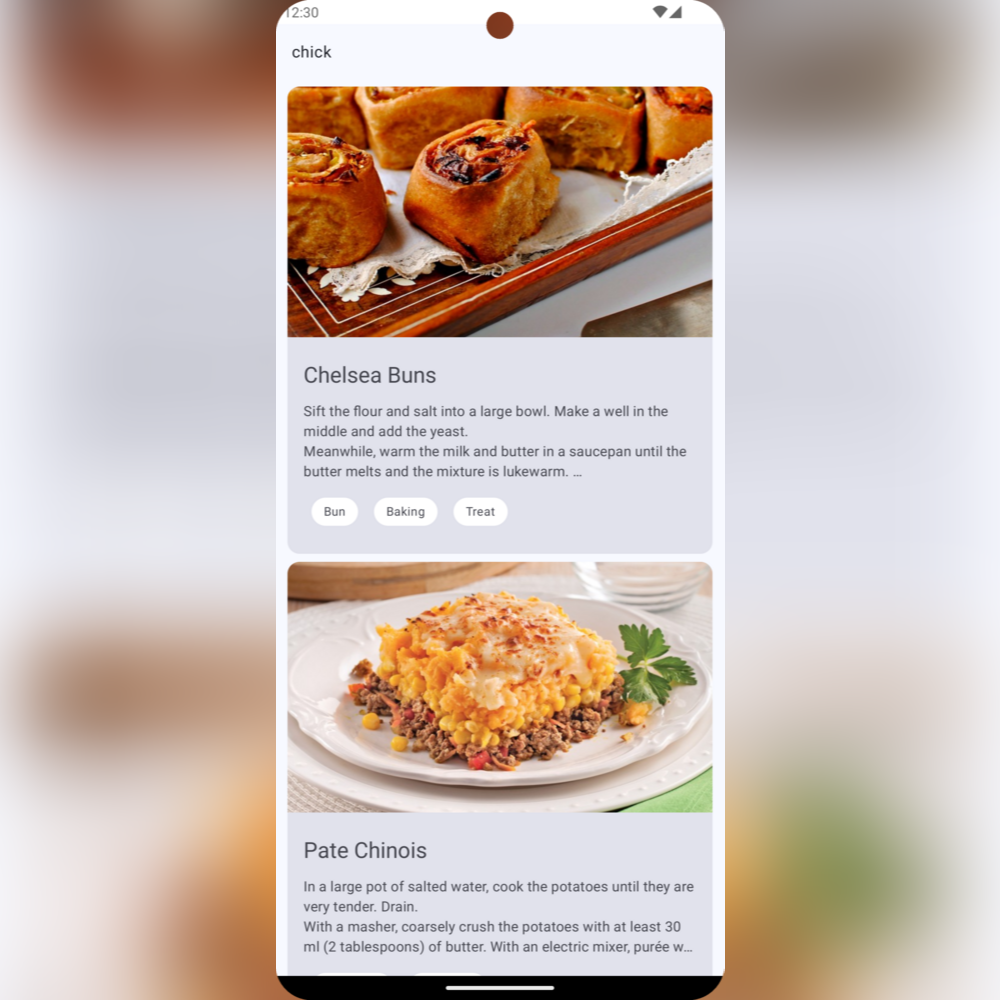 12:30
chick
Chelsea Buns
Sift the flour and salt into a large bowl. Make a well in the
middle and add the yeast.
Meanwhile, warm the milk and butter in a saucepan until the
butter melts and the mixture is lukewarm. …
Bun Baking Treat
Pate Chinois
In a large pot of salted water, cook the potatoes until they are
very tender. Drain.
With a masher, coarsely crush the potatoes with at least 30
ml (2 tablespoons) of butter. With an electric mixer, purée w…